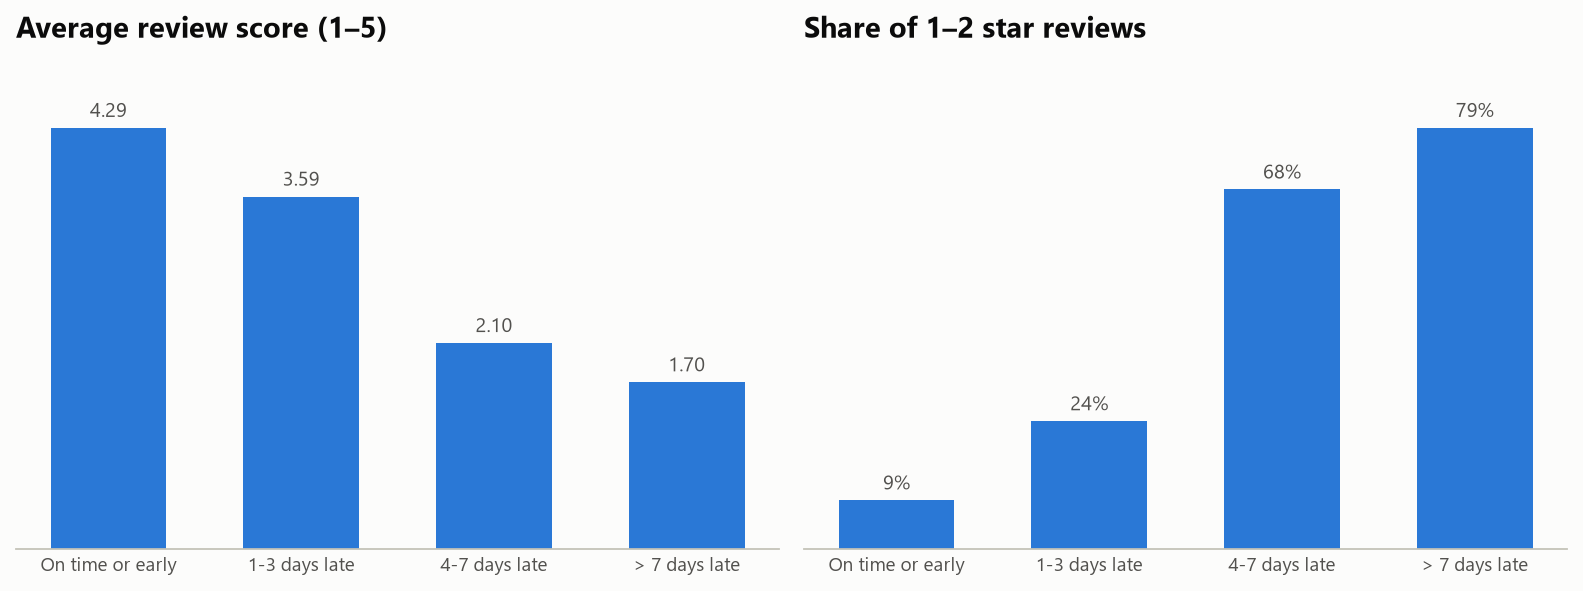 Average review score (1–5)
4.29
3.59
2.10
1.70
On time or early
1-3 days late
4-7 days late
> 7 days late
Share of 1–2 star reviews
9%
24%
68%
79%
On time or early
1-3 days late
4-7 days late
> 7 days late